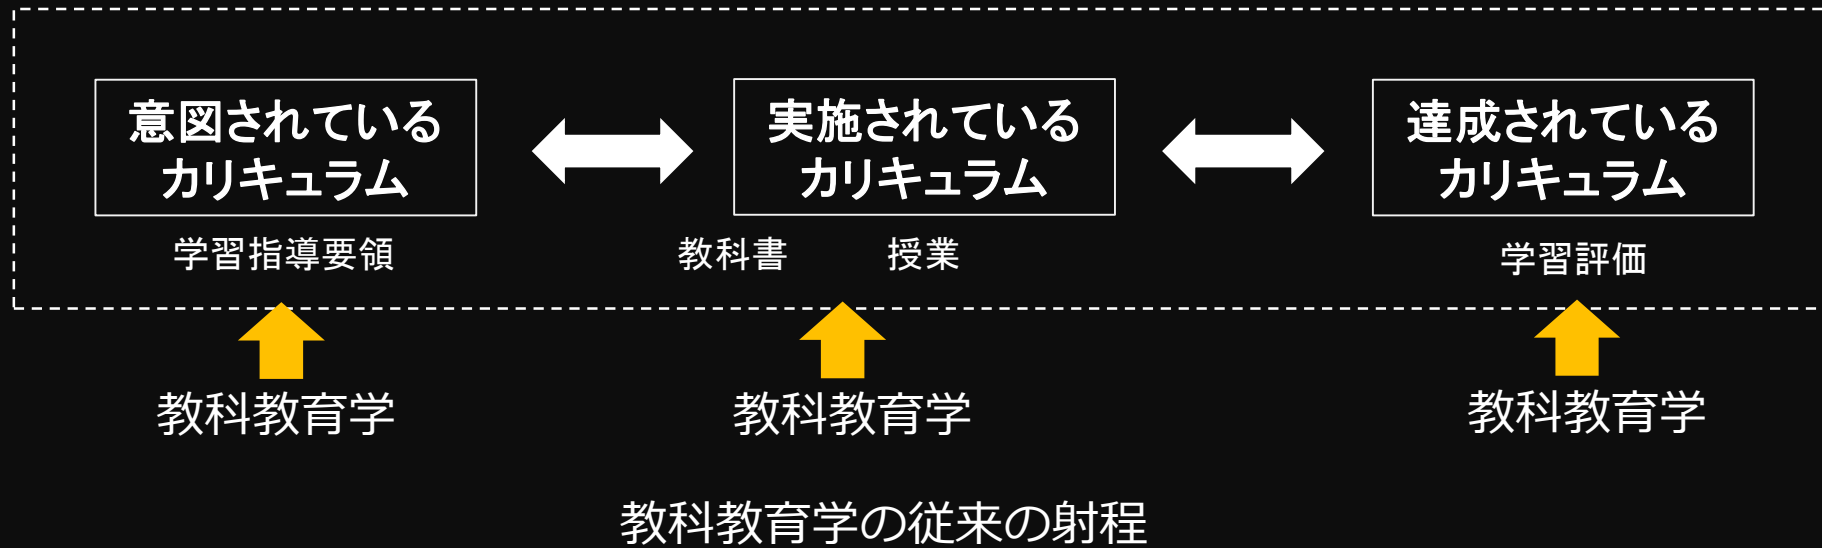 意図されている
カリキュラム
実施されている
カリキュラム
達成されている
カリキュラム
学習指導要領
教科書
授業
学習評価
教科教育学
教科教育学
教科教育学
教科教育学の従来の射程